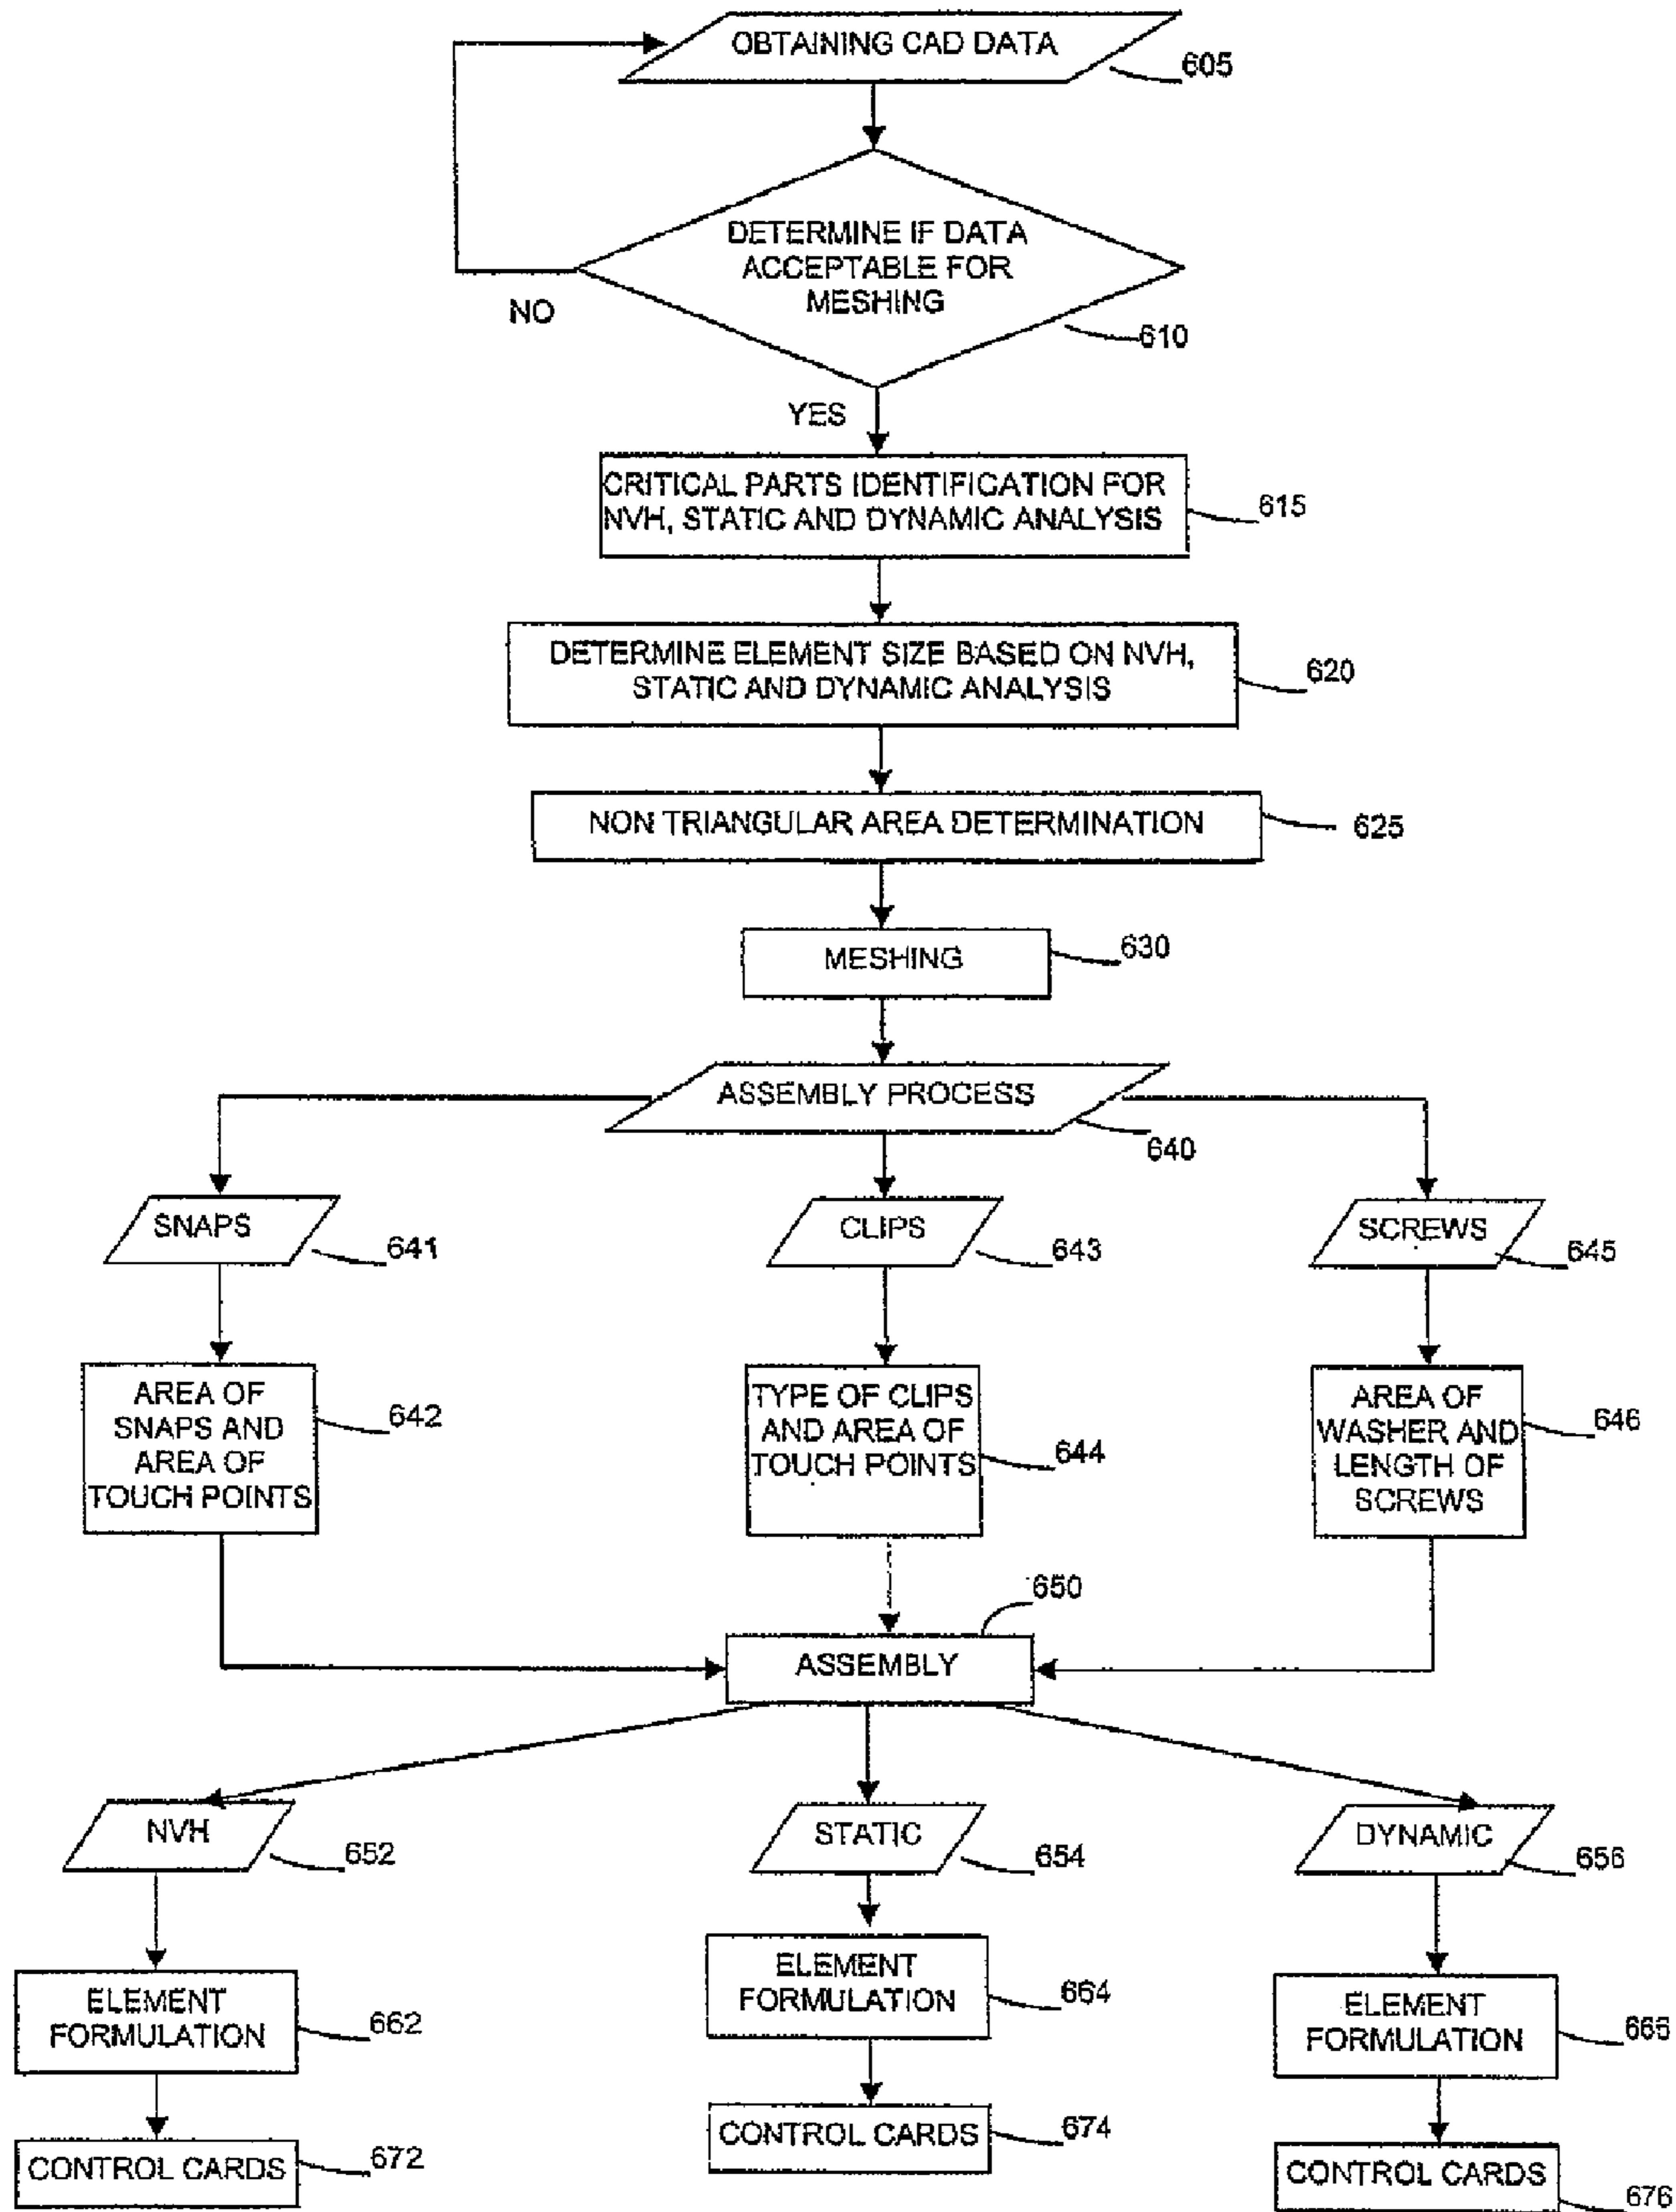 OBTAINING CAD DATA
605
DETERMINE IF DATA
ACCEPTABLE FOR
MESHING
610
NO
YES
CRITICAL PARTS IDENTIFICATION FOR
NVH, STATIC AND DYNAMIC ANALYSIS
615
DETERMINE ELEMENT SIZE BASED ON NVH,
STATIC AND DYNAMIC ANALYSIS
620
NON TRIANGULAR AREA DETERMINATION
625
MESHING
630
ASSEMBLY PROCESS
640
SNAPS
641
CLIPS
643
SCREWS
645
AREA OF
SNAPS AND
AREA OF
TOUCH POINTS
642
TYPE OF CLIPS
AND AREA OF
TOUCH POINTS
644
AREA OF
WASHER AND
LENGTH OF
SCREWS
646
650
ASSEMBLY
NVH
652
STATIC
654
DYNAMIC
656
ELEMENT
FORMULATION
662
ELEMENT
FORMULATION
664
ELEMENT
FORMULATION
666
CONTROL CARDS
672
CONTROL CARDS
674
CONTROL CARDS
676